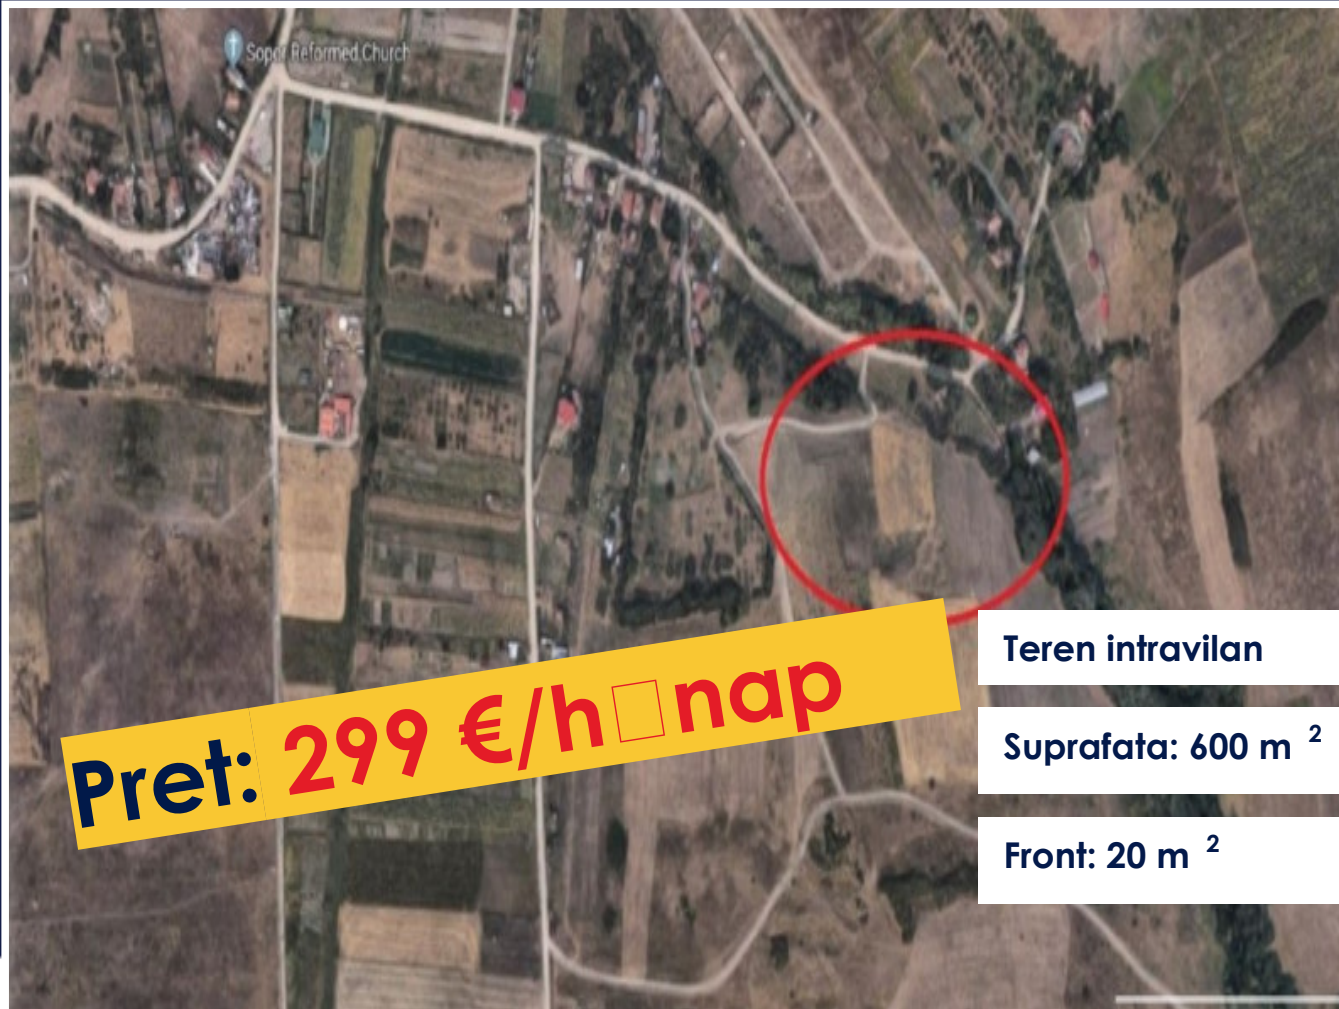 Sopor Reformed Church
Pret: 299 €/h□nap
Teren intravilan
Suprafata: 600 m ²
Front: 20 m ²